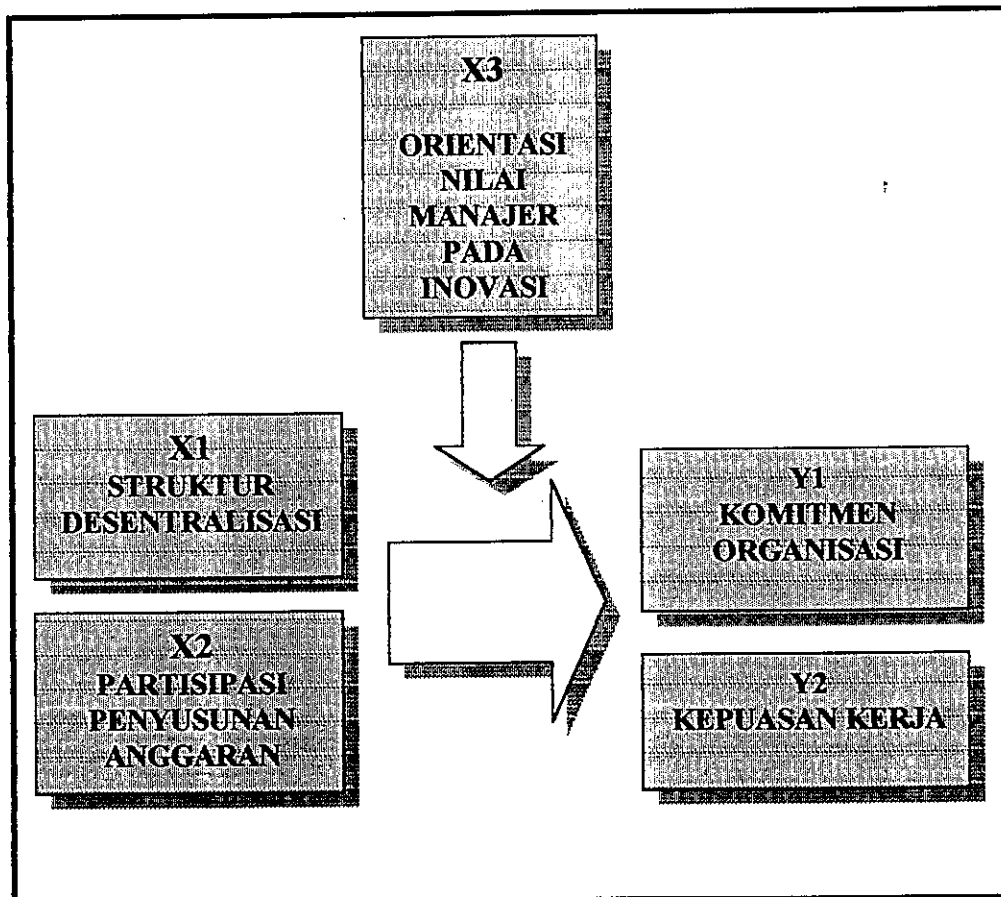 X3
ORIENTASI
NILAI
MANAJER
PADA
INOVASI
X1
STRUKTUR
DESENTRALISASI
X2
PARTISIPASI
PENYUSUNAN
ANGGARAN
Y1
KOMITMEN
ORGANISASI
Y2
KEPUASAN KERJA